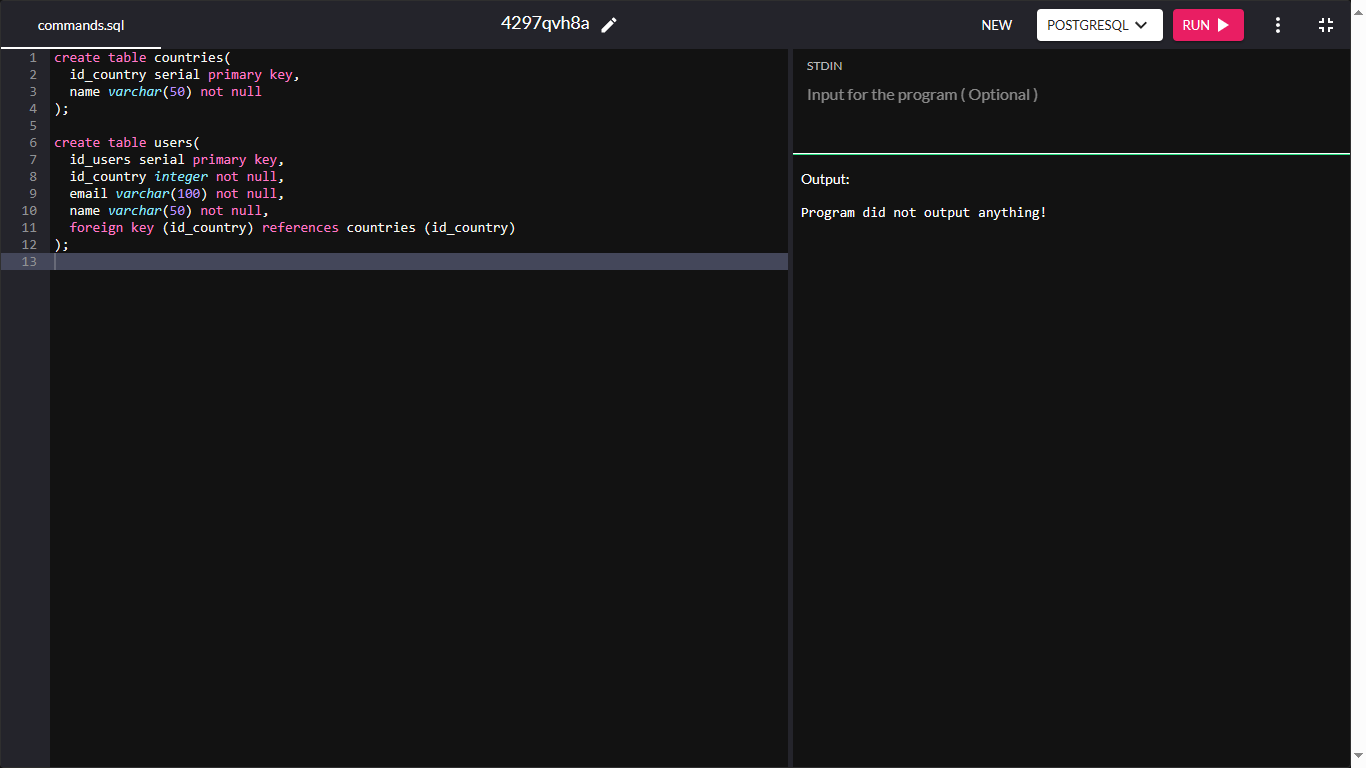 commands.sql
4297qvh8a
NEW
POSTGRESQL
RUN
1 create table countries(
2   id_country serial primary key,
3   name varchar(50) not null
4 );
5
6 create table users(
7   id_users serial primary key,
8   id_country integer not null,
9   email varchar(100) not null,
10   name varchar(50) not null,
11   foreign key (id_country) references countries (id_country)
12 );
13
STDIN
Input for the program ( Optional )
Output:
Program did not output anything!